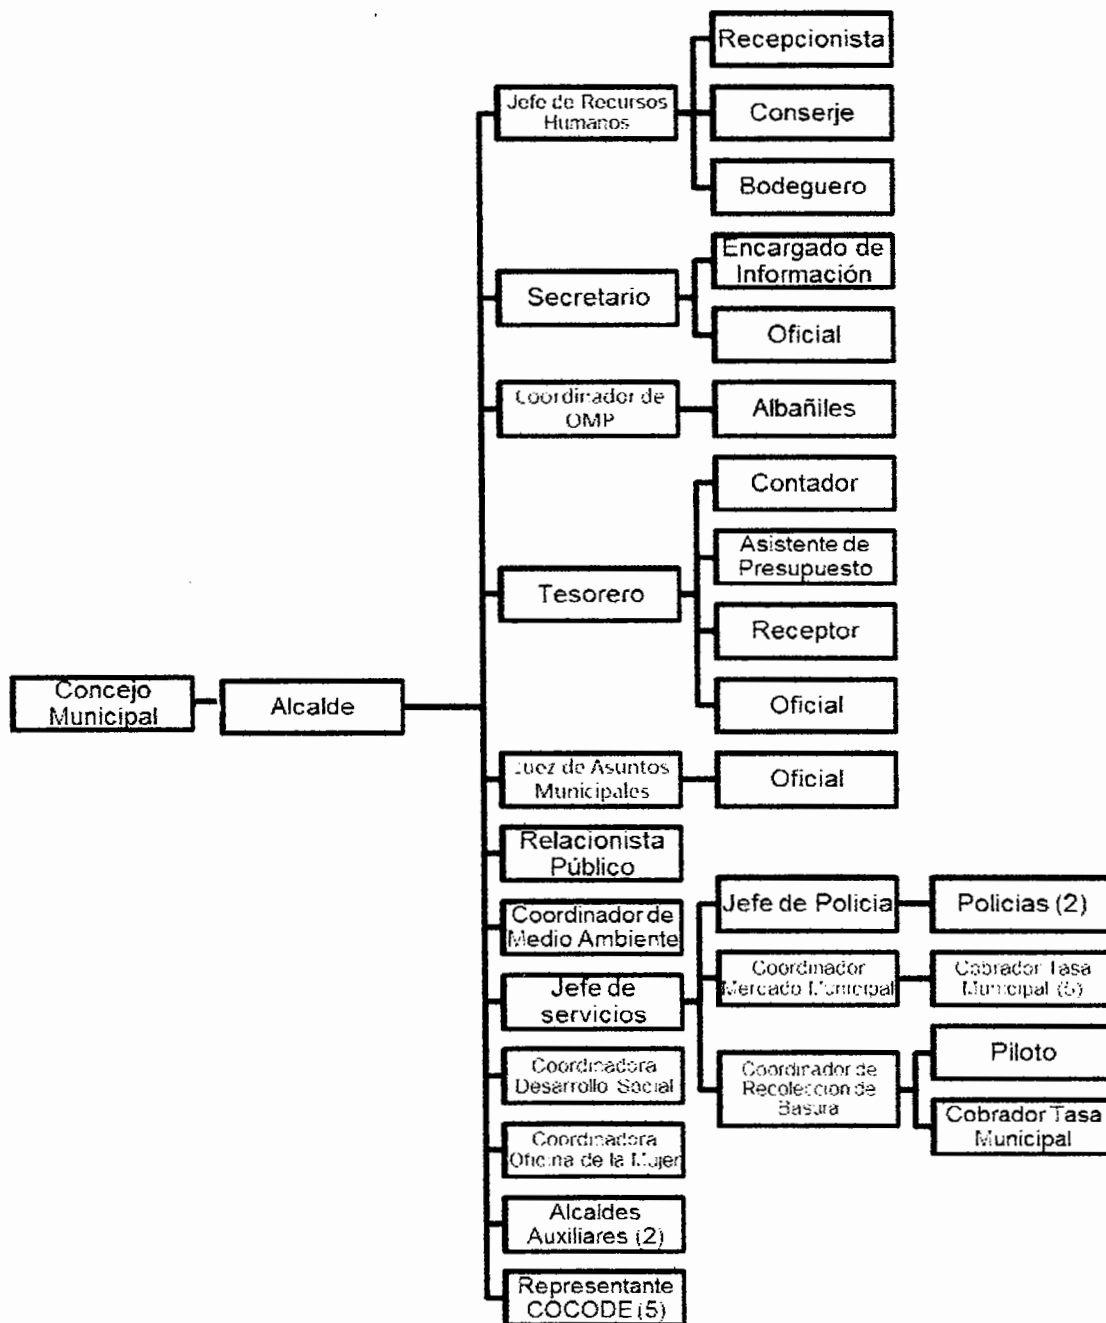 Recepcionista
Jefe de Recursos
Humanos
Conserje
Bodeguero
Encargado de
Información
Secretario
Oficial
Coordinador de
OMP
Albañiles
Contador
Asistente de
Presupuesto
Tesorero
Receptor
Oficial
Concejo
Municipal
Alcalde
Juez de Asuntos
Municipales
Oficial
Relacionista
Público
Jefe de Policia
Policias (2)
Coordinador de
Medio Ambiente
Coordinador
Mercado Municipal
Cobrador Tasa
Municipal (5)
Jefe de
servicios
Piloto
Coordinadora
Desarrollo Social
Coordinador de
Recoleccion de
Basura
Cobrador Tasa
Municipal
Coordinadora
Oficina de la Mujer
Alcaldes
Auxiliares (2)
Representante
COCODE (5)